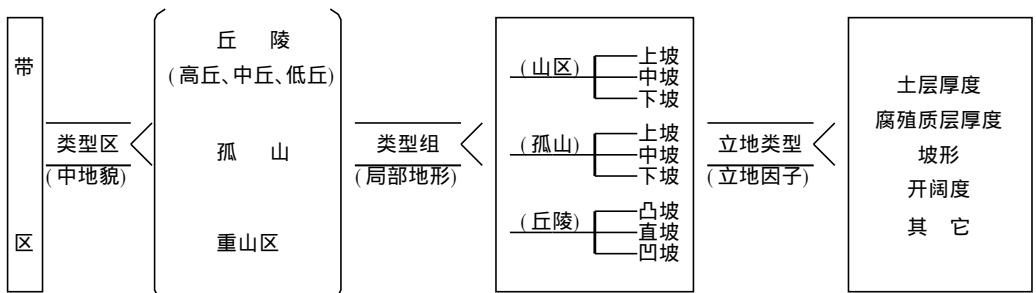 带
区
类型区
(中地貌)
丘 陵
(高丘、中丘、低丘)
孤 山
重山区
类型组
(局部地形)
(山区)
上坡
中坡
下坡
(孤山)
上坡
中坡
下坡
(丘陵)
凸坡
直坡
凹坡
立地类型
(立地因子)
土层厚度
腐殖质层厚度
坡形
开阔度
其 它